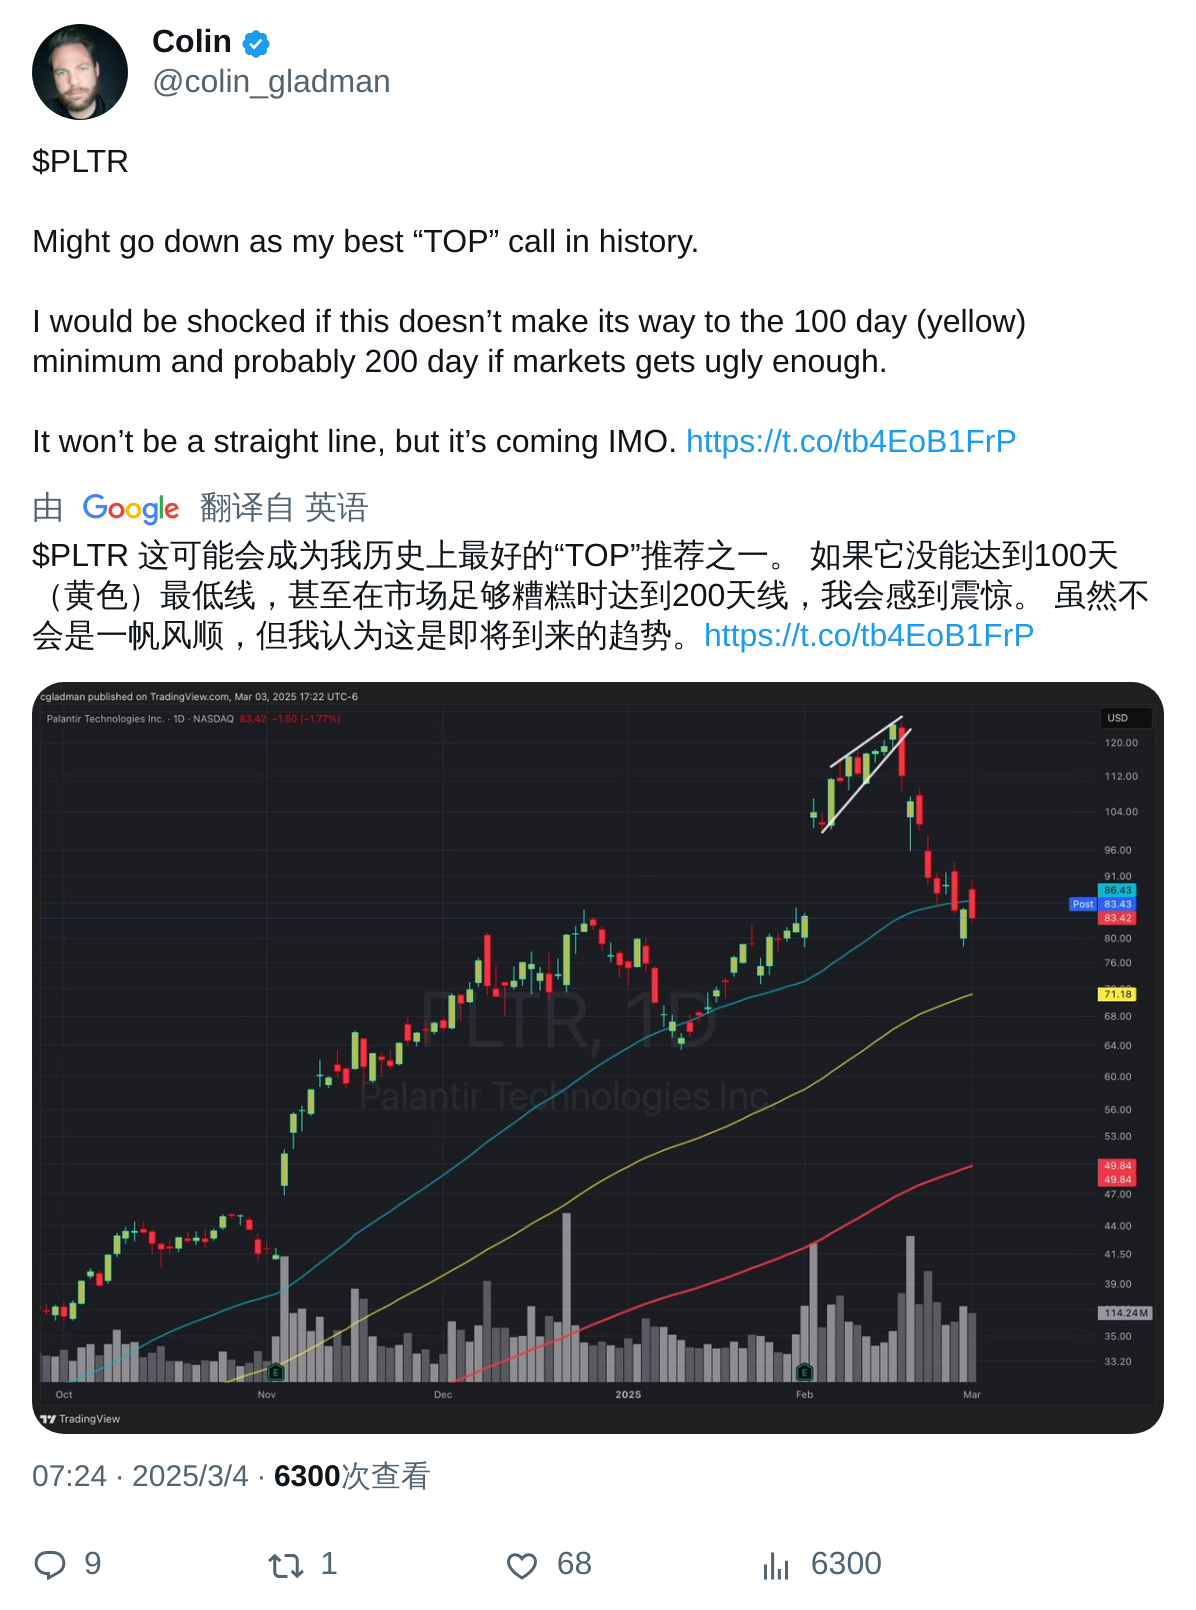 Colin
@colin_gladman
$PLTR
Might go down as my best “TOP” call in history.
I would be shocked if this doesn’t make its way to the 100 day (yellow)
minimum and probably 200 day if markets gets ugly enough.
It won’t be a straight line, but it’s coming IMO. https://t.co/tb4EoB1FrP
由 Google 翻译自 英语
$PLTR 这可能会成为我历史上最好的“TOP”推荐之一。 如果它没能达到100天
（黄色）最低线，甚至在市场足够糟糕时达到200天线，我会感到震惊。 虽然不
会是一帆风顺，但我认为这是即将到来的趋势。https://t.co/tb4EoB1FrP
cgladman published on TradingView.com, Mar 03, 2025 17:22 UTC-6
Palantir Technologies Inc. · 1D · NASDAQ 83.42 −1.50 (−1.77%)
USD
120.00
112.00
104.00
96.00
91.00
86.43
Post 83.43
83.42
80.00
76.00
71.18
68.00
64.00
60.00
56.00
53.00
49.84
49.84
47.00
44.00
41.50
39.00
114.24M
35.00
33.20
PLTR, 1D
Palantir Technologies Inc.
E
E
Oct Nov Dec 2025 Feb Mar
TradingView
07:24 · 2025/3/4 · 6300次查看
9 1 68 6300